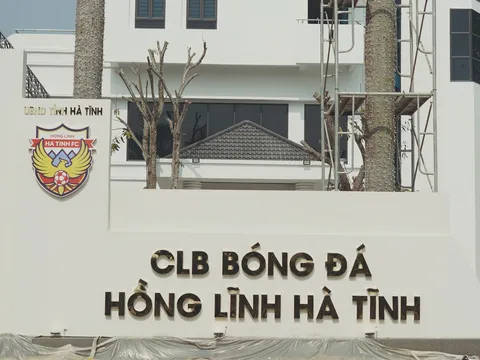 UBND TỈNH HÀ TĨNH
HỒNG LĨNH
HÀ TĨNH FC
CLB BÓNG ĐÁ
HỒNG LĨNH HÀ TĨNH